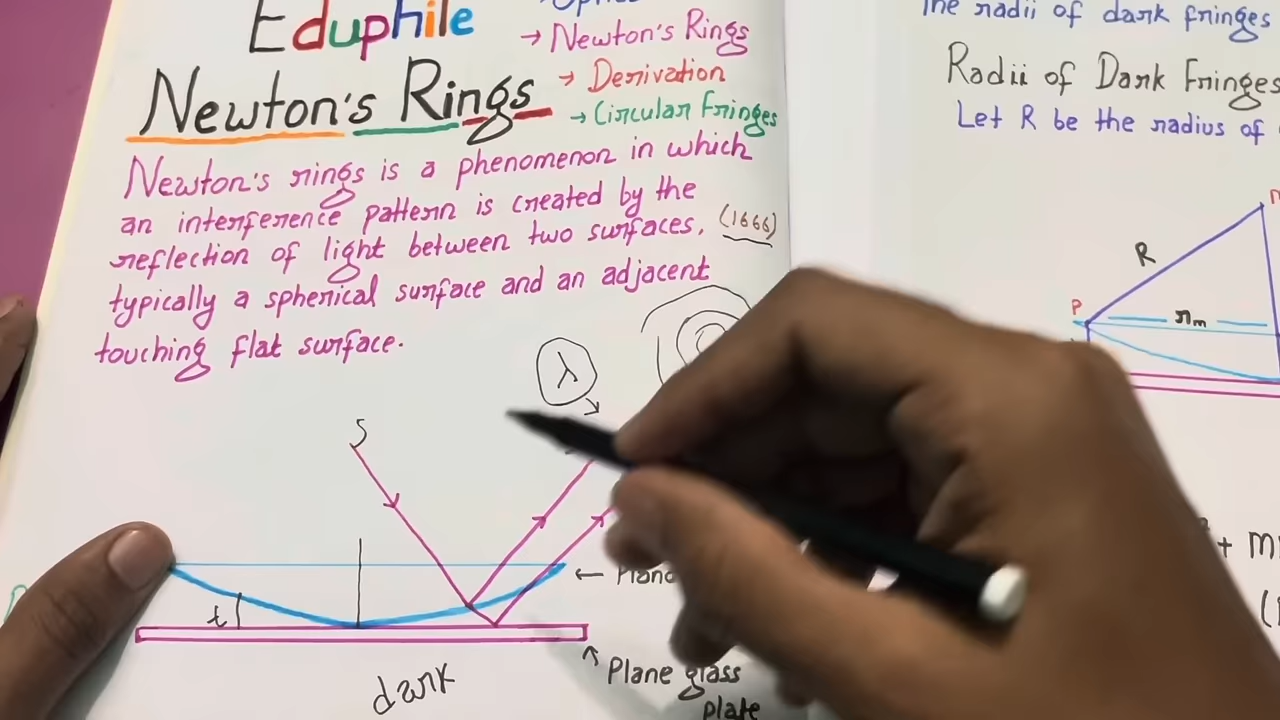 Eduphile
→ Newton's Rings
Newton's Rings
→ Derivation
→ Circular Fringes
Newton's rings is a phenomenon in which
an interference pattern is created by the
reflection of light between two surfaces, (1666)
typically a spherical surface and an adjacent
touching flat surface.
λ
S
t
←
dark
Plane glass
plate
The radii of dark fringes
Radii of Dark Fringes
Let R be the radius of
R
P
rm
+ m
(